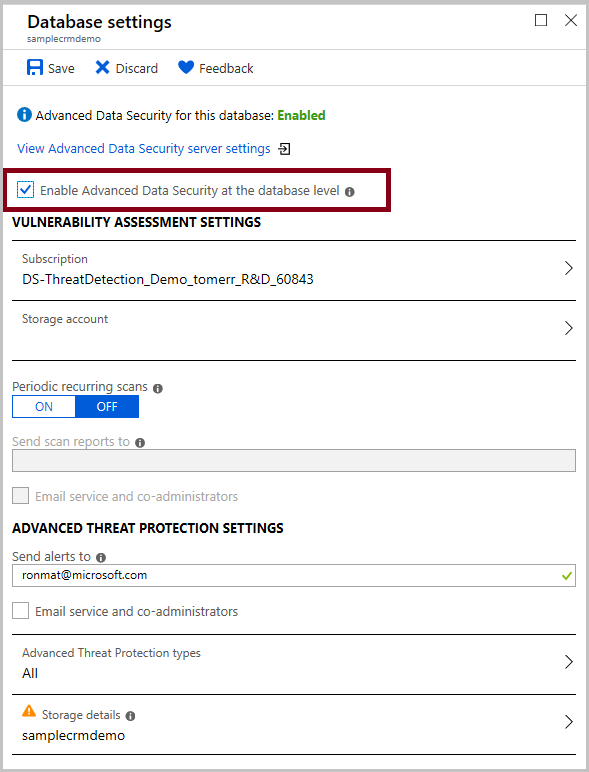 Database settings
samplecrmdemo
Save Discard Feedback
Advanced Data Security for this database: Enabled
View Advanced Data Security server settings
Enable Advanced Data Security at the database level
VULNERABILITY ASSESSMENT SETTINGS
Subscription
DS-ThreatDetection_Demo_tomerr_R&D_60843
Storage account
Periodic recurring scans
ON OFF
Send scan reports to
Email service and co-administrators
ADVANCED THREAT PROTECTION SETTINGS
Send alerts to
ronmat@microsoft.com
Email service and co-administrators
Advanced Threat Protection types
All
Storage details
samplecrmdemo